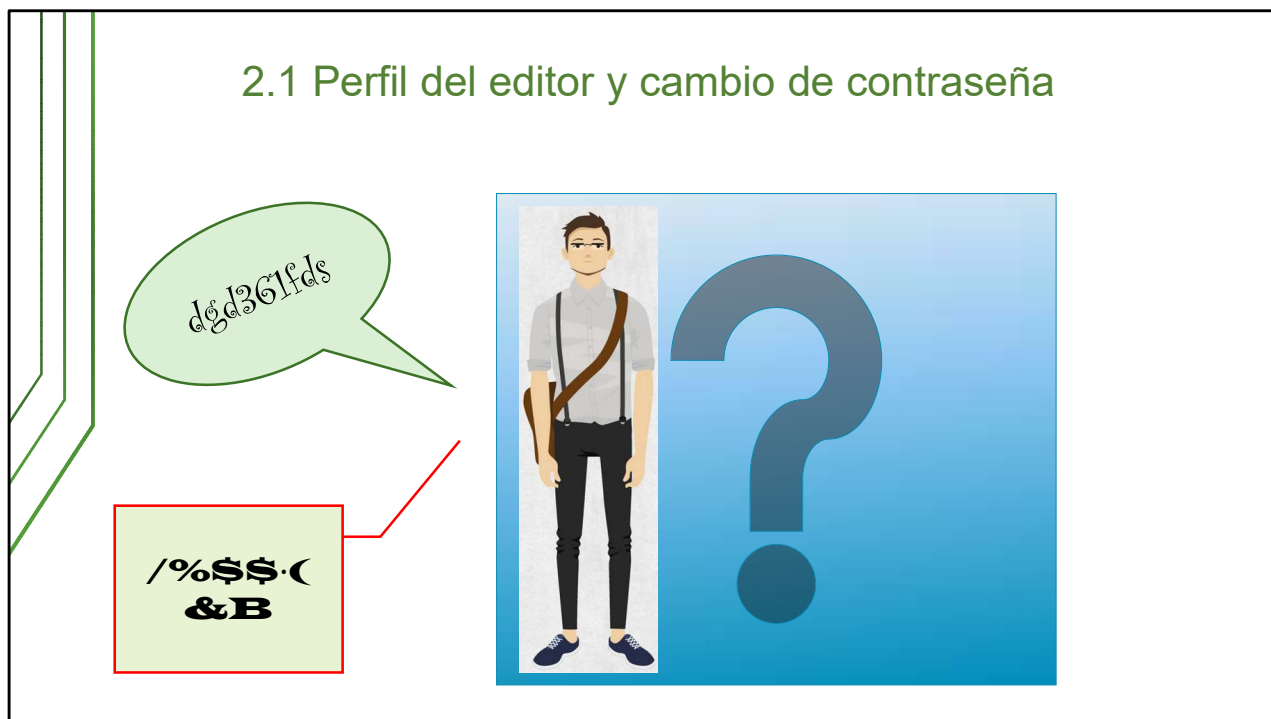 2.1 Perfil del editor y cambio de contraseña
dgd361fds
/%$$·(
&B